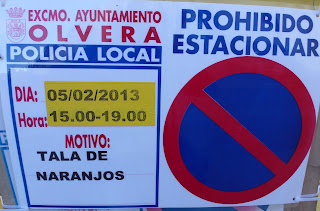 EXCMO. AYUNTAMIENTO
OLVERA
POLICIA LOCAL
DIA: 05/02/2013
Hora: 15.00-19.00
MOTIVO:
TALA DE
NARANJOS
PROHIBIDO
ESTACIONAR